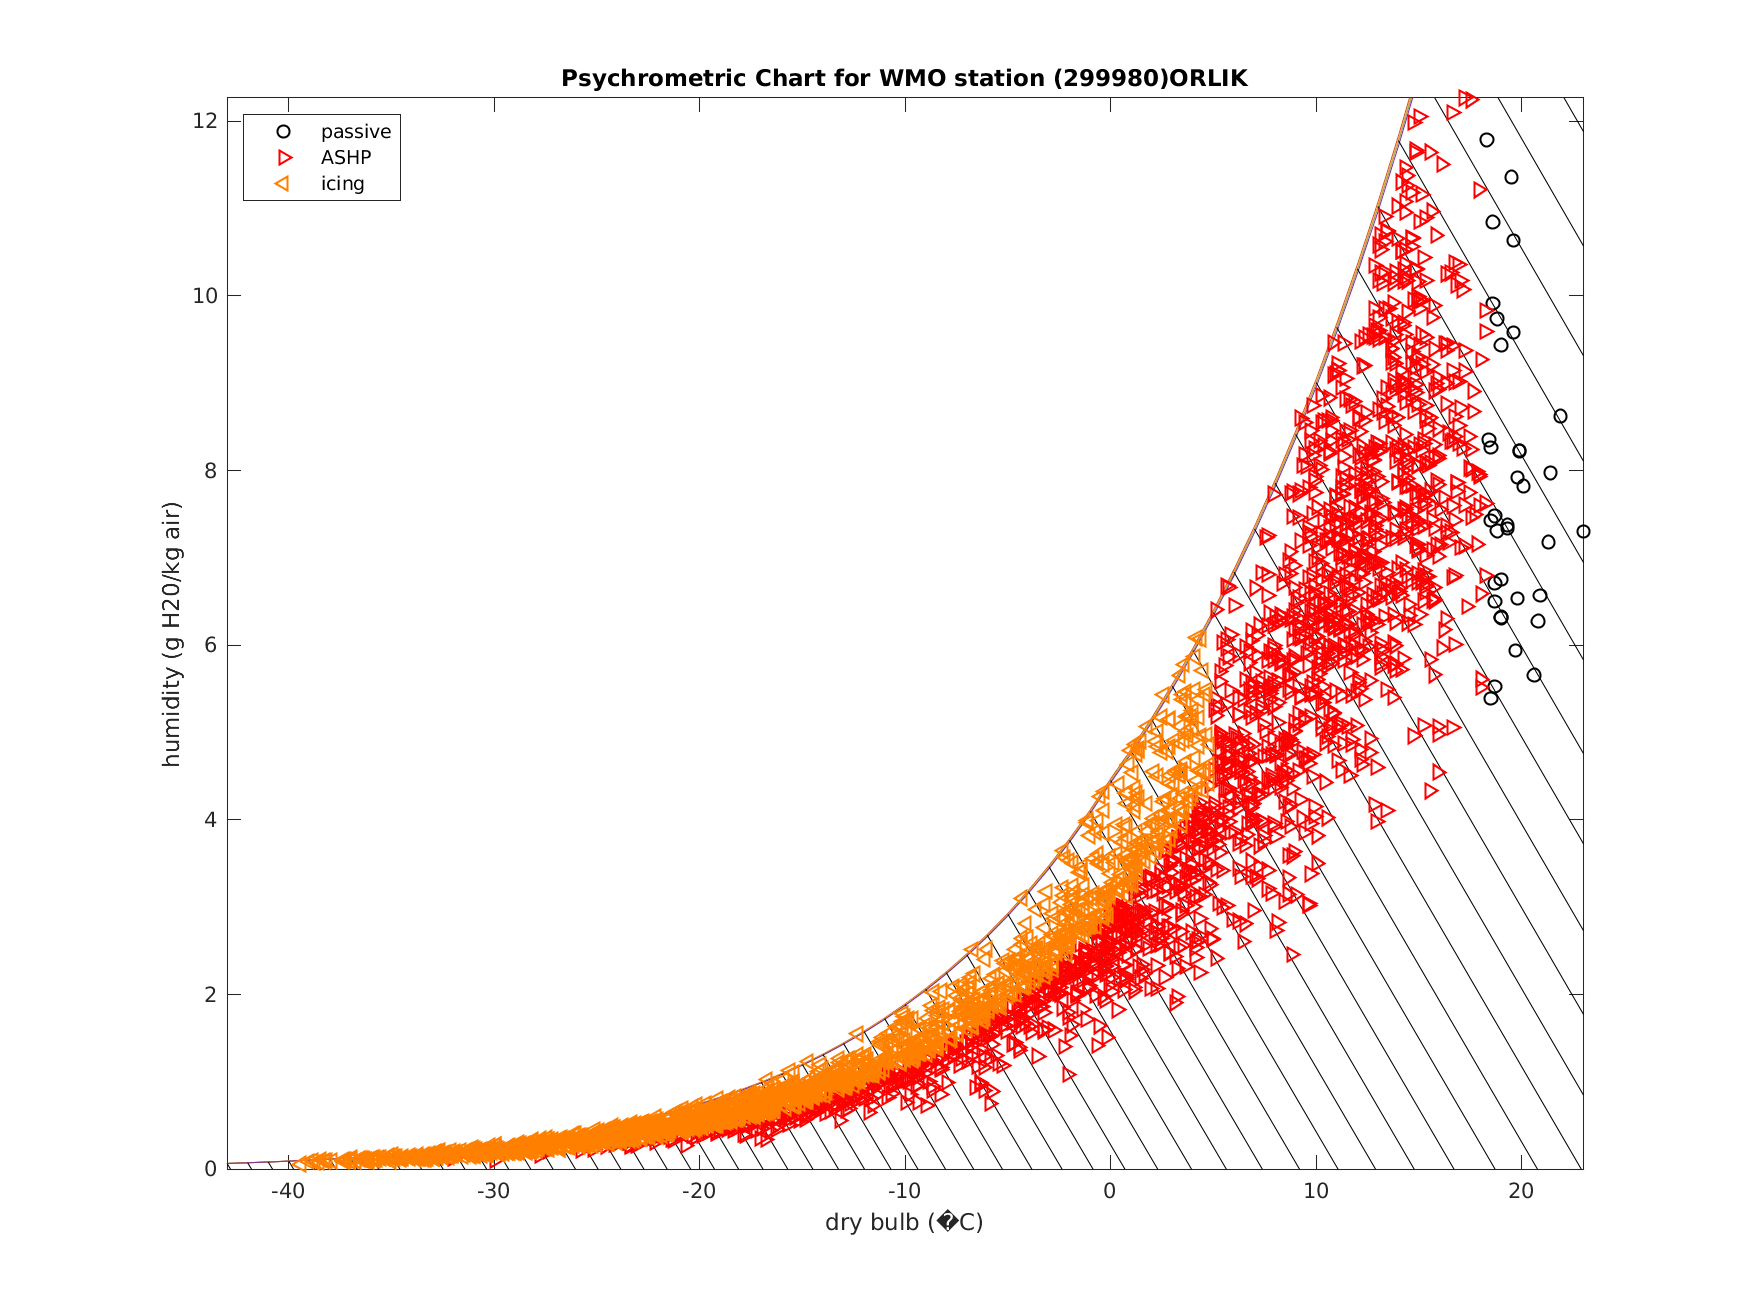 Psychrometric Chart for WMO station (299980)ORLIK
passive
ASHP
icing
humidity (g H20/kg air)
12
10
8
6
4
2
0
-40 -30 -20 -10 0 10 20
dry bulb (�C)